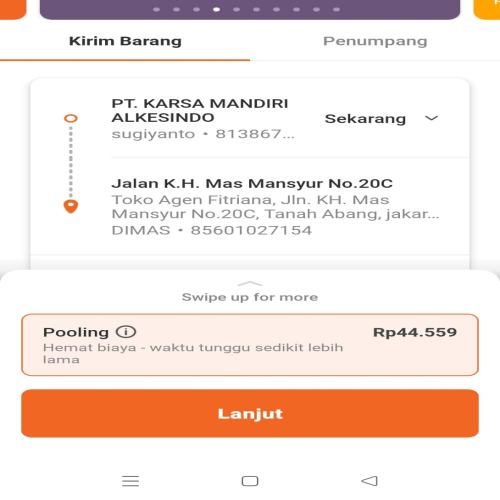 Kirim Barang
Penumpang
PT. KARSA MANDIRI
ALKESINDO
Sekarang
sugiyanto • 813867...
Jalan K.H. Mas Mansyur No.20C
Toko Agen Fitriana, Jln. KH. Mas
Mansyur No.20C, Tanah Abang, jakar...
DIMAS • 85601027154
Swipe up for more
Pooling
Rp44.559
Hemat biaya - waktu tunggu sedikit lebih
lama
Lanjut